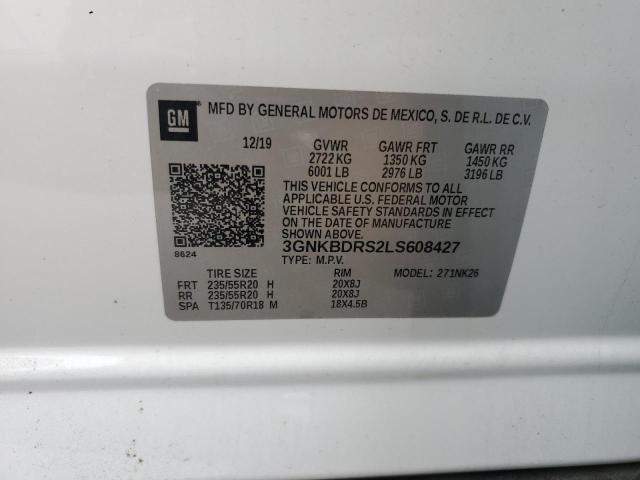 GM
MFD BY GENERAL MOTORS DE MEXICO, S. DE R.L. DE C.V.
12/19 GVWR GAWR FRT GAWR RR
2722 KG 1350 KG 1450 KG
6001 LB 2976 LB 3196 LB
THIS VEHICLE CONFORMS TO ALL
APPLICABLE U.S. FEDERAL MOTOR
VEHICLE SAFETY STANDARDS IN EFFECT
ON THE DATE OF MANUFACTURE
SHOWN ABOVE.
3GNKBDRS2LS608427
8624
TYPE: M.P.V. MODEL: 271NK26
TIRE SIZE RIM
FRT 235/55R20 H 20X8J
RR 235/55R20 H 20X8J
SPA T135/70R18 M 18X4.5B